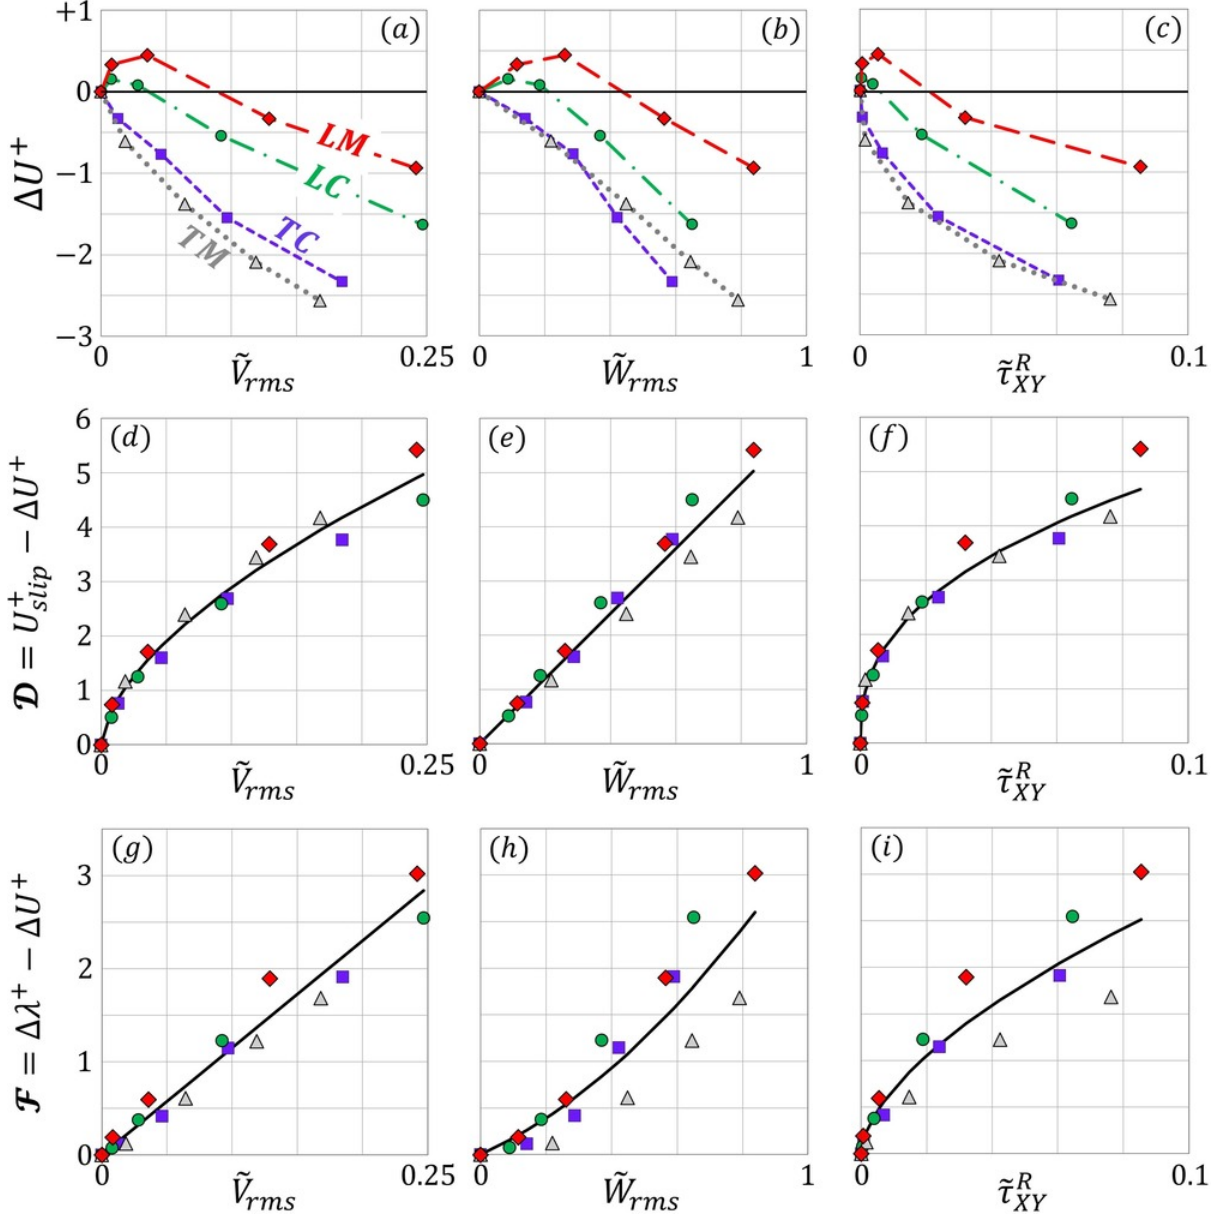 +1
(a)
(b)
(c)
0
−1
−2
−3
ΔU⁺
LM
LC
TC
TM
0
0.25
0
1
0
0.1
Ṽrms
W̃rms
τ̃ᴿXY
6
(d)
(e)
(f)
5
4
3
2
1
0
𝓓 = U⁺slip − ΔU⁺
0
0.25
0
1
0
0.1
Ṽrms
W̃rms
τ̃ᴿXY
(g)
(h)
(i)
3
2
1
0
𝓕 = Δλ⁺ − ΔU⁺
0
0.25
0
1
0
0.1
Ṽrms
W̃rms
τ̃ᴿXY